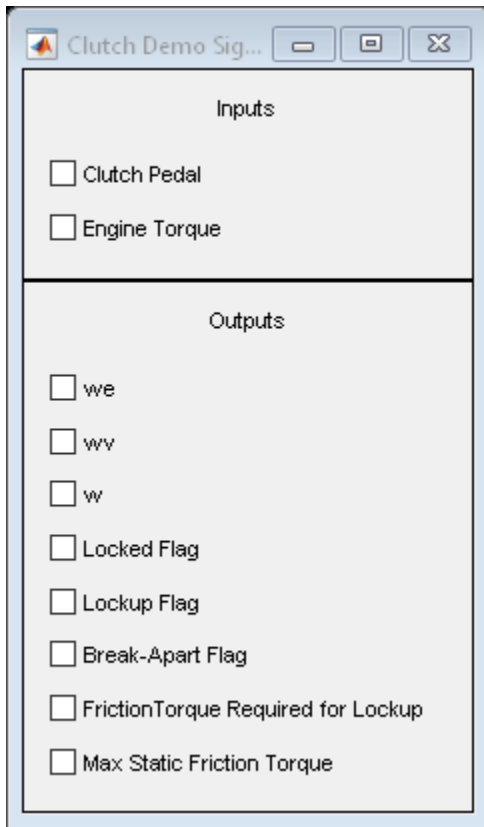 Clutch Demo Sig...
Inputs
Clutch Pedal
Engine Torque
Outputs
we
wv
w
Locked Flag
Lockup Flag
Break-Apart Flag
FrictionTorque Required for Lockup
Max Static Friction Torque